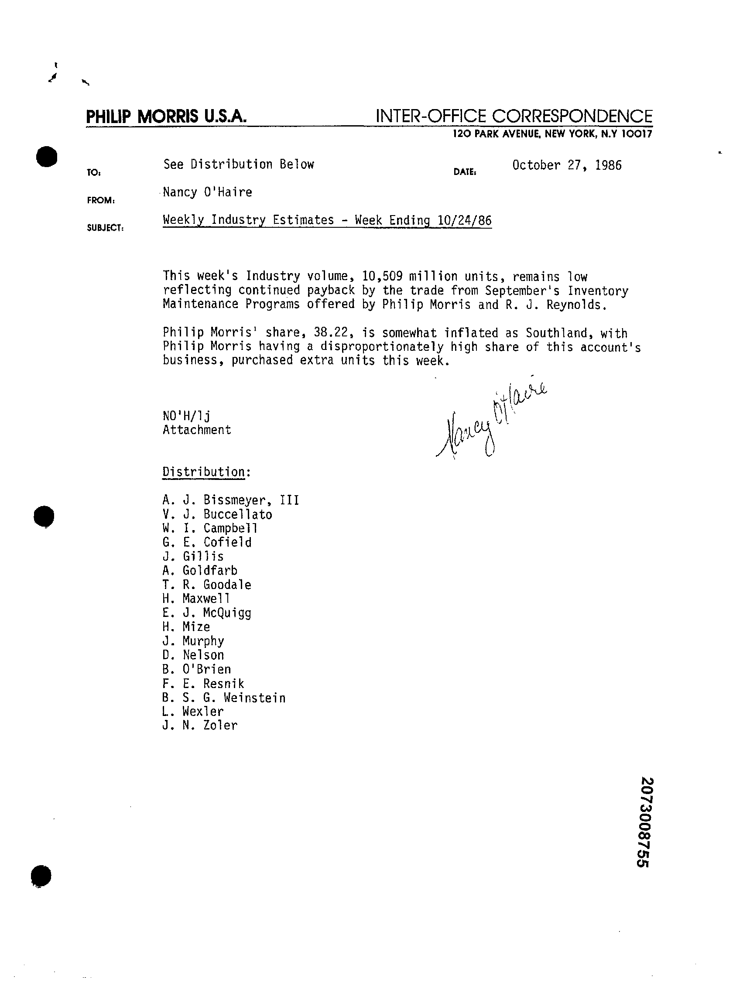 PHILIP MORRIS U.S.A. INTER-OFFICE CORRESPONDENCE
120 PARK AVENUE, NEW YORK, N.Y 10017
TO: See Distribution Below DATE: October 27, 1986
FROM: Nancy O'Haire
SUBJECT: Weekly Industry Estimates - Week Ending 10/24/86
This week's Industry volume, 10,509 million units, remains low
reflecting continued payback by the trade from September's Inventory
Maintenance Programs offered by Philip Morris and R. J. Reynolds.
Philip Morris' share, 38.22, is somewhat inflated as Southland, with
Philip Morris having a disproportionately high share of this account's
business, purchased extra units this week.
Nancy O'Haire
NO'H/lj
Attachment
Distribution:
A. J. Bissmeyer, III
V. J. Buccellato
W. I. Campbell
G. E. Cofield
J. Gillis
A. Goldfarb
T. R. Goodale
H. Maxwell
E. J. McQuigg
H. Mize
J. Murphy
D. Nelson
B. O'Brien
F. E. Resnik
B. S. G. Weinstein
L. Wexler
J. N. Zoler
2073008755